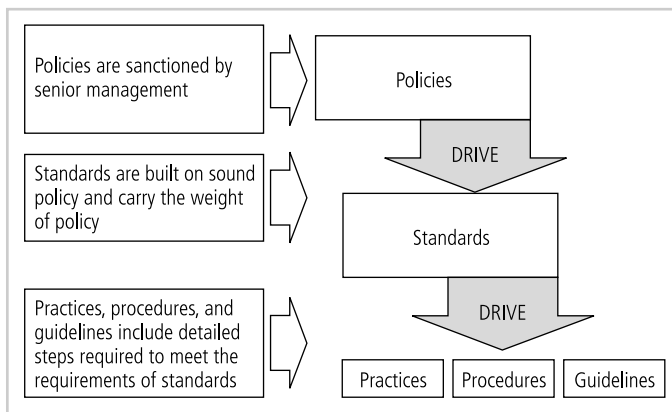 Policies are sanctioned by
senior management
Policies
DRIVE
Standards are built on sound
policy and carry the weight
of policy
Standards
DRIVE
Practices, procedures, and
guidelines include detailed
steps required to meet the
requirements of standards
Practices
Procedures
Guidelines